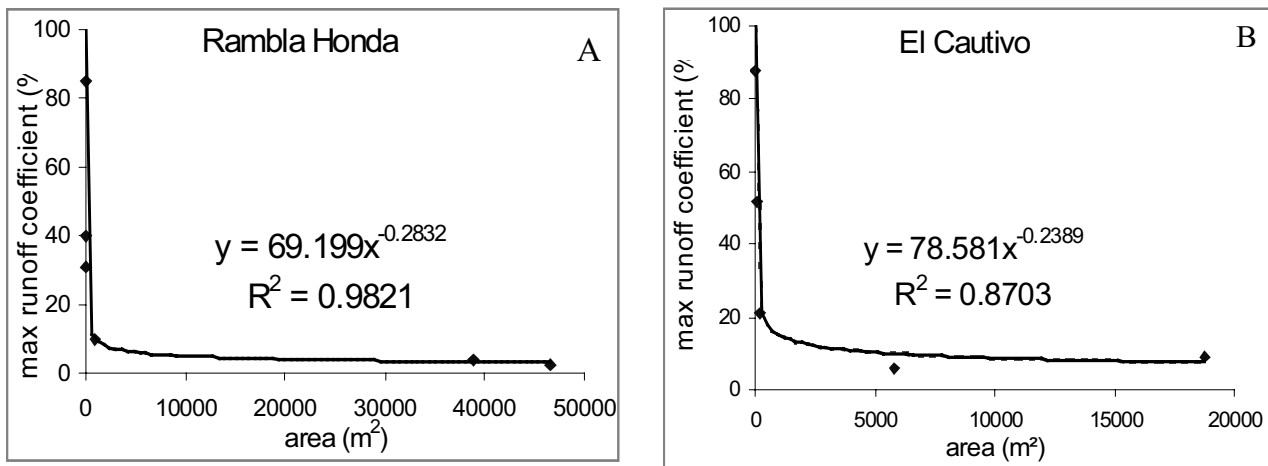 Rambla Honda
A
max runoff coefficient (%
100
80
60
40
20
0
y = 69.199x^-0.2832
R² = 0.9821
0 10000 20000 30000 40000 50000
area (m²)
El Cautivo
B
max runoff coefficient (%
100
80
60
40
20
0
y = 78.581x^-0.2389
R² = 0.8703
0 5000 10000 15000 20000
area (m²)